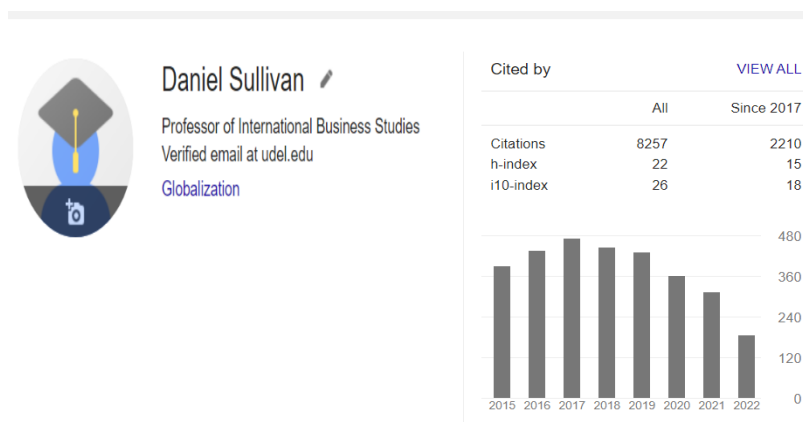 Daniel Sullivan
Professor of International Business Studies
Verified email at udel.edu
Globalization
Cited by VIEW ALL
All Since 2017
Citations 8257 2210
h-index 22 15
i10-index 26 18
480
360
240
120
0
2015 2016 2017 2018 2019 2020 2021 2022